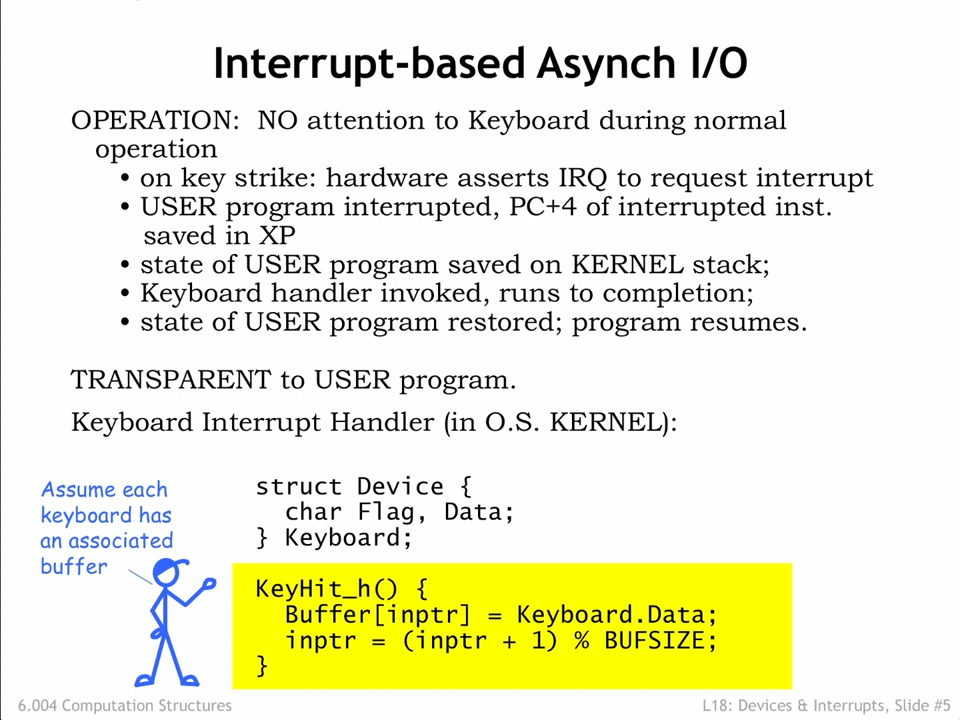 Interrupt-based Asynch I/O
OPERATION:  NO attention to Keyboard during normal
operation
• on key strike: hardware asserts IRQ to request interrupt
• USER program interrupted, PC+4 of interrupted inst.
saved in XP
• state of USER program saved on KERNEL stack;
• Keyboard handler invoked, runs to completion;
• state of USER program restored; program resumes.
TRANSPARENT to USER program.
Keyboard Interrupt Handler (in O.S. KERNEL):
Assume each
keyboard has
an associated
buffer
struct Device {
  char Flag, Data;
} Keyboard;
KeyHit_h() {
  Buffer[inptr] = Keyboard.Data;
  inptr = (inptr + 1) % BUFSIZE;
}
6.004 Computation Structures
L18: Devices & Interrupts, Slide #5